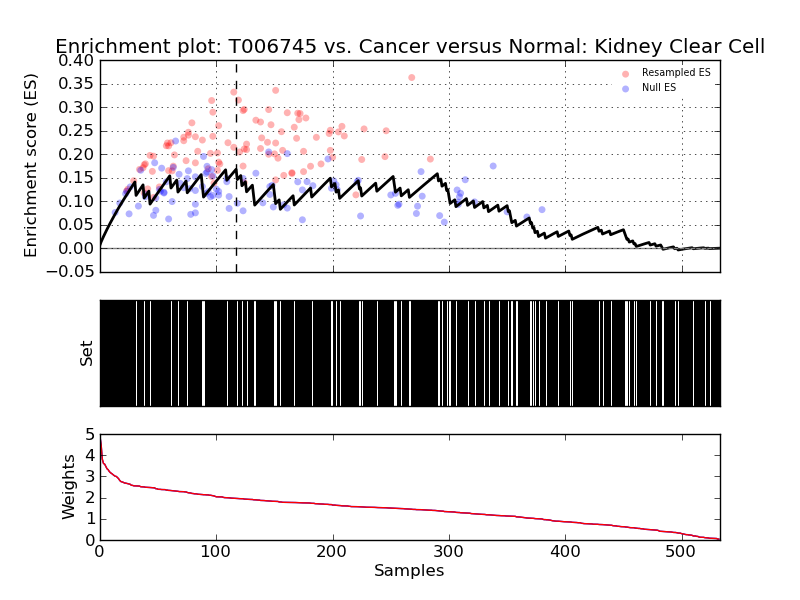 Enrichment plot: T006745 vs. Cancer versus Normal: Kidney Clear Cell
Enrichment score (ES)
0.40
0.35
0.30
0.25
0.20
0.15
0.10
0.05
0.00
−0.05
Resampled ES
Null ES
Set
Weights
5
4
3
2
1
0
0 100 200 300 400 500
Samples